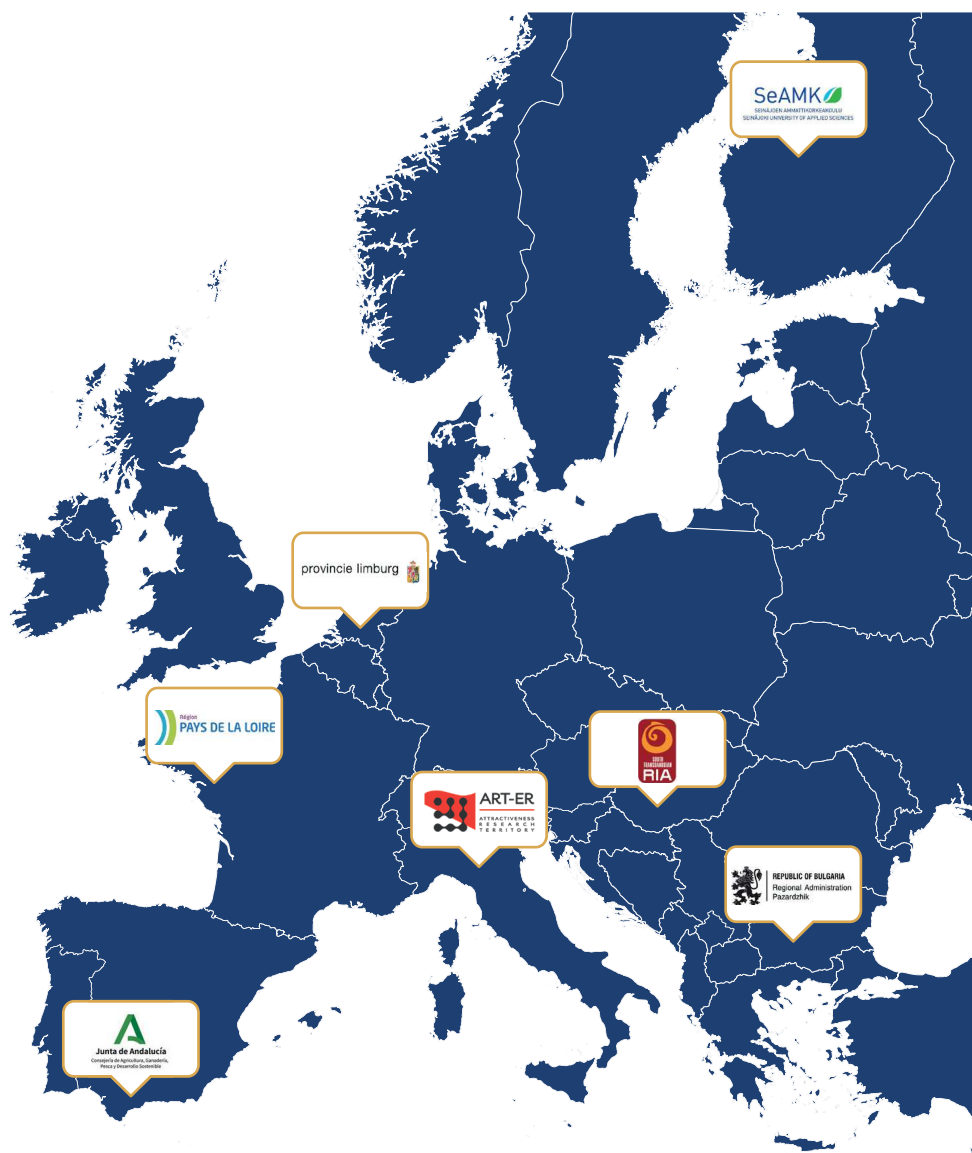 SeAMK
SEINÄJOEN AMMATTIKORKEAKOULU
SEINÄJOKI UNIVERSITY OF APPLIED SCIENCES
provincie limburg
Région
PAYS DE LA LOIRE
SOUTH
TRANSDANUBIAN
RIA
ART-ER
ATTRACTIVENESS
RESEARCH
TERRITORY
REPUBLIC OF BULGARIA
Regional Administration
Pazardzhik
Junta de Andalucía
Consejería de Agricultura, Ganadería,
Pesca y Desarrollo Sostenible